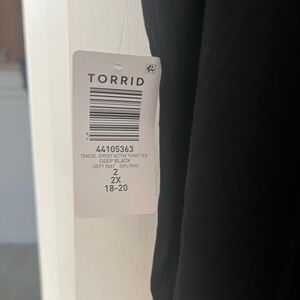 TORRID
44105363
TENCEL JERSEY ACTIVE TUNIC TEE
DEEP BLACK
2
2X
18-20